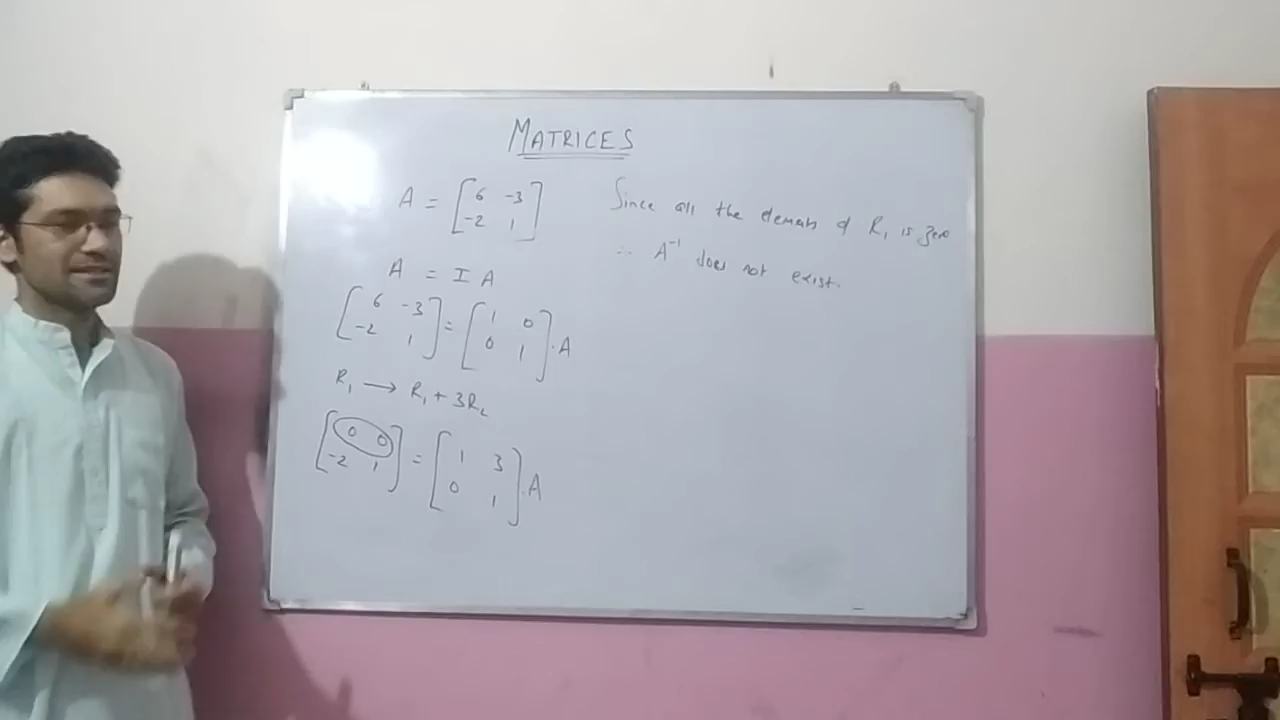 MATRICES
A = [ 6 -3
-2 1 ]
A = I A
[ 6 -3
-2 1 ] = [ 1 0
0 1 ] . A
R₁ → R₁ + 3R₂
[ 0 0
-2 1 ] = [ 1 3
0 1 ] . A
Since all the elements of R₁ is zero
∴ A⁻¹ does not exist.